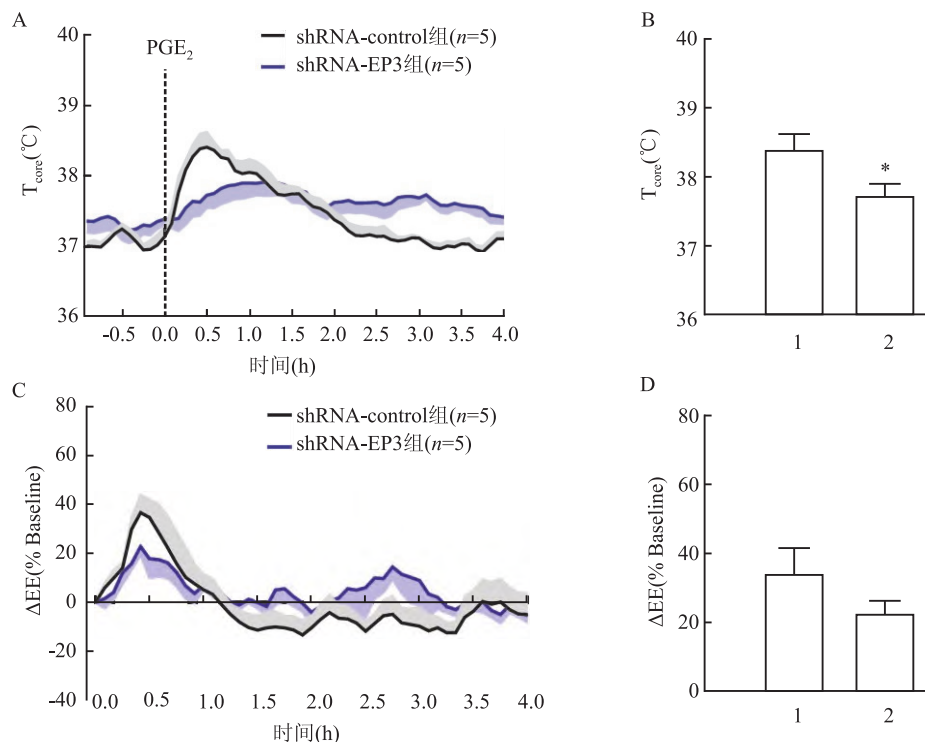 A
PGE₂
shRNA-control组(n=5)
shRNA-EP3组(n=5)
40
39
38
37
36
T_core(℃)
-0.5 0.0 0.5 1.0 1.5 2.0 2.5 3.0 3.5 4.0
时间(h)
B
40
39
38
37
36
T_core(℃)
*
1 2
C
shRNA-control组(n=5)
shRNA-EP3组(n=5)
80
60
40
20
0
-20
-40
ΔEE(% Baseline)
0.0 0.5 1.0 1.5 2.0 2.5 3.0 3.5 4.0
时间(h)
D
80
60
40
20
0
ΔEE(% Baseline)
1 2